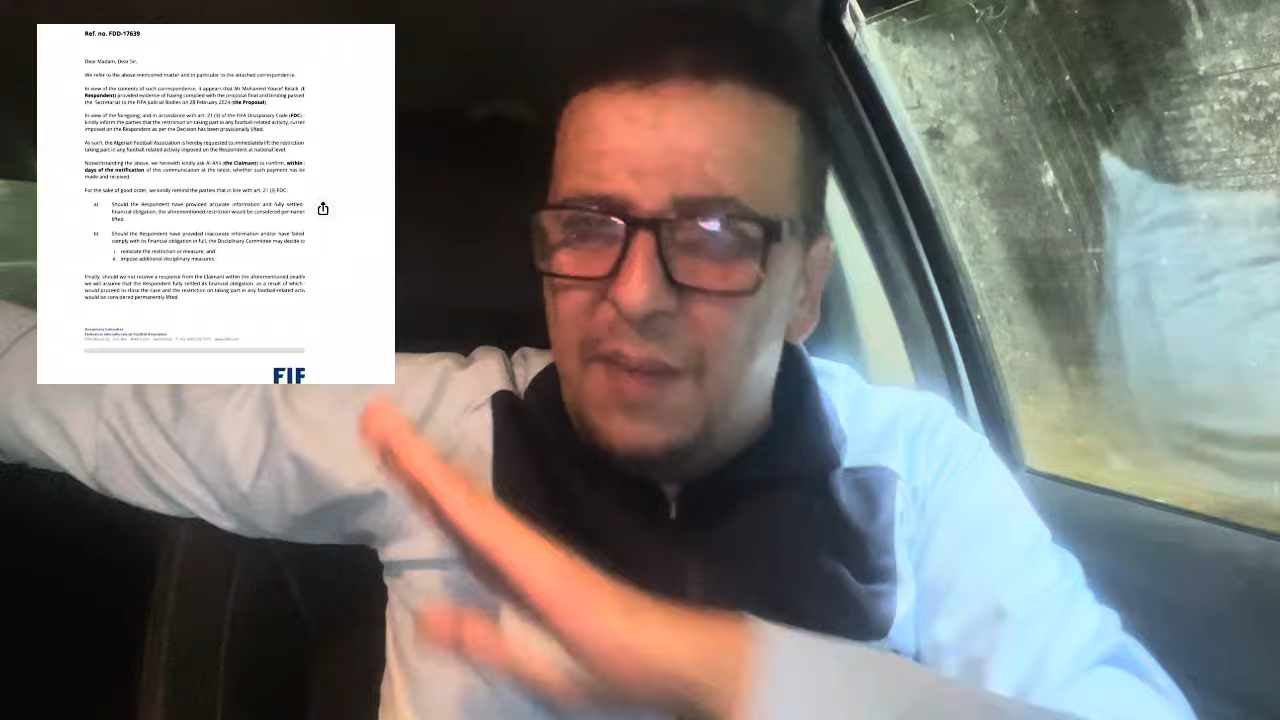 Ref. no. FDD-17639
Dear Madam, Dear Sir,
We refer to the above-mentioned matter and in particular to the attached correspondence.
In view of the contents of such correspondence, it appears that Mr Mohamed Youcef Belaili (t
Respondent) provided evidence of having complied with the proposal final and binding passed
the Secretariat to the FIFA Judicial Bodies on 28 February 2024 (the Proposal).
In view of the foregoing, and in accordance with art. 21 (3) of the FIFA Disciplinary Code (FDC),
kindly inform the parties that the restriction on taking part in any football-related activity, curren
imposed on the Respondent as per the Decision has been provisionally lifted.
As such, the Algerian Football Association is hereby requested to immediately lift the restriction
taking part in any football related activity imposed on the Respondent at national level.
Notwithstanding the above, we herewith kindly ask Al Ahli (the Claimant) to confirm, within
days of the notification of this communication at the latest, whether such payment has be
made and received.
For the sake of good order, we kindly remind the parties that in line with art. 21 (3) FDC:
a) Should the Respondent have provided accurate information and fully settled
financial obligation, the aforementioned restriction would be considered permanen
lifted.
b) Should the Respondent have provided inaccurate information and/or have failed
comply with its financial obligation in full, the Disciplinary Committee may decide to
i. reinstate the restriction or measure, and
ii. impose additional disciplinary measures.
Finally, should we not receive a response from the Claimant within the aforementioned deadlin
we will assume that the Respondent fully settled its financial obligation, as a result of which
would proceed to close the case and the restriction on taking part in any football-related activ
would be considered permanently lifted.
Disciplinary Committee
Fédération Internationale de Football Association
FIF